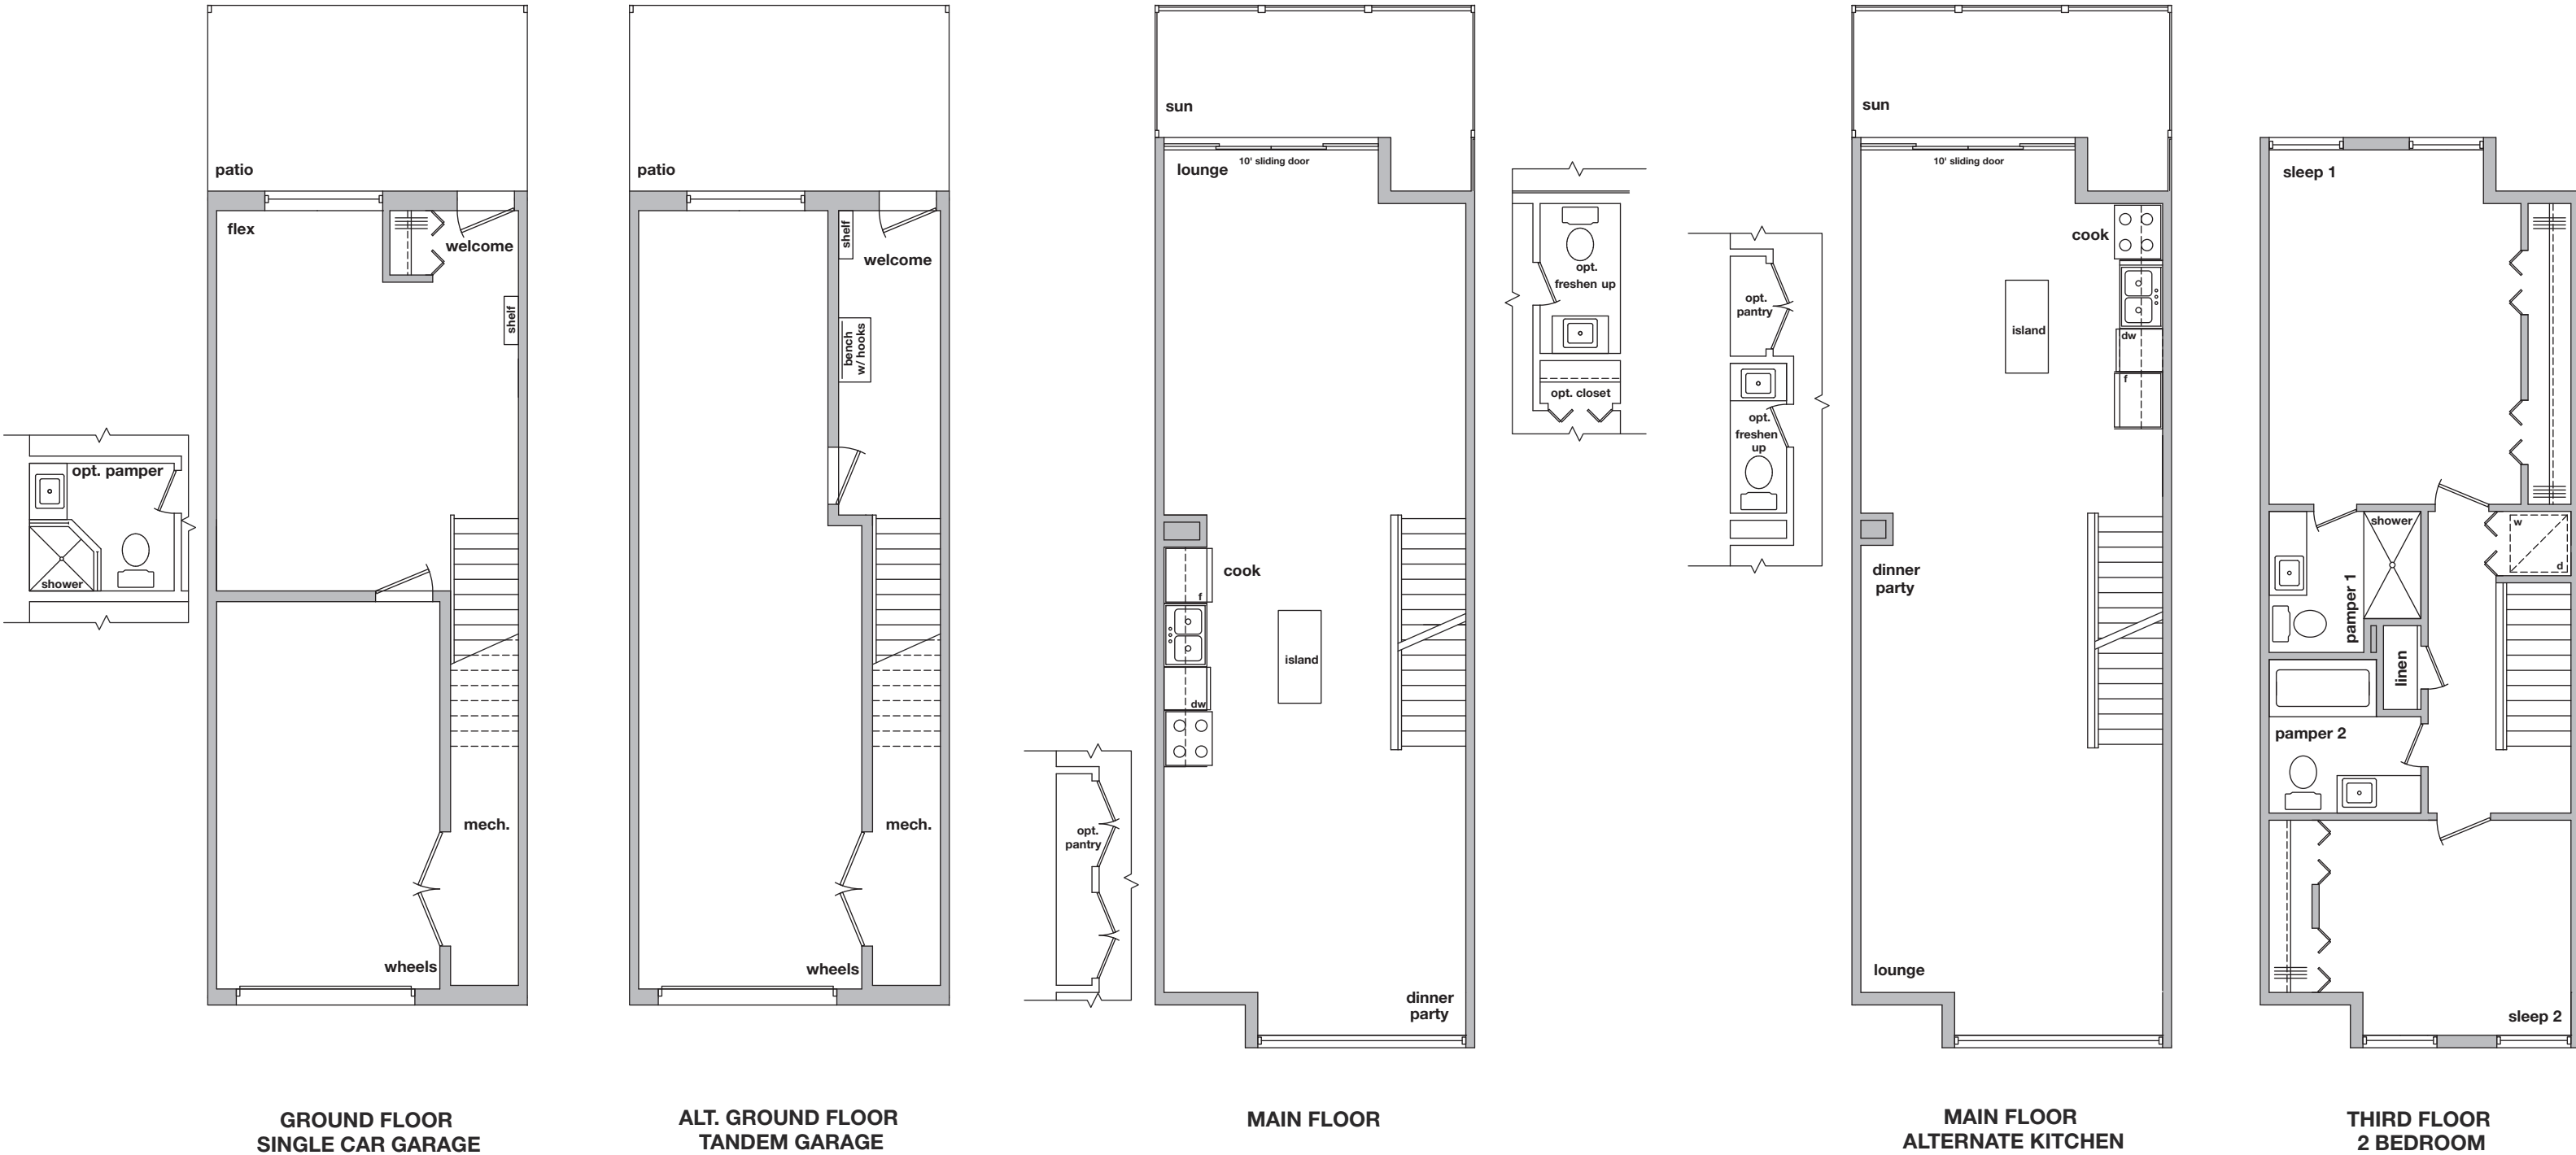 patio
flex
welcome
shelf
opt. pamper
shower
mech.
wheels
GROUND FLOOR
SINGLE CAR GARAGE
patio
shelf
welcome
bench
w/ hooks
mech.
wheels
ALT. GROUND FLOOR
TANDEM GARAGE
sun
10' sliding door
lounge
cook
f
island
dw
dinner
party
opt.
pantry
opt.
freshen up
opt. closet
MAIN FLOOR
opt.
pantry
opt.
freshen
up
sun
10' sliding door
cook
island
dw
f
dinner
party
lounge
MAIN FLOOR
ALTERNATE KITCHEN
sleep 1
shower
w
d
pamper 1
linen
pamper 2
sleep 2
THIRD FLOOR
2 BEDROOM